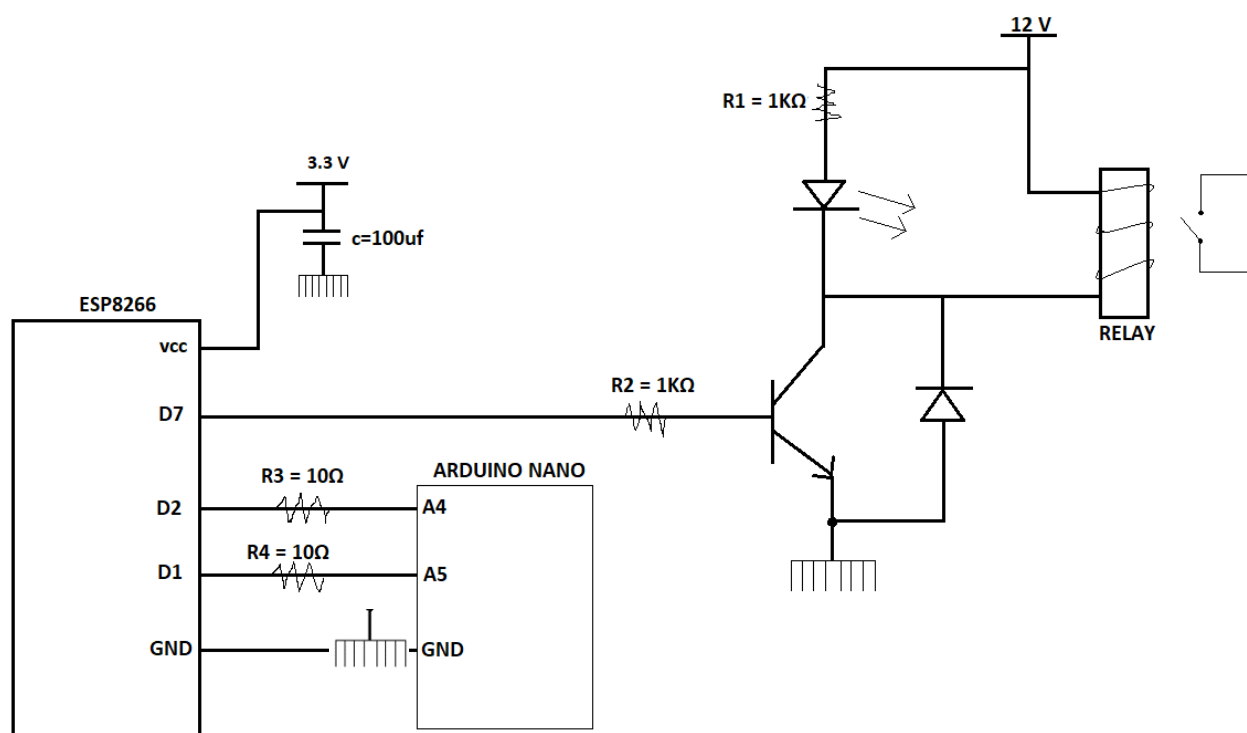 12 V
R1 = 1KΩ
3.3 V
c=100uf
ESP8266
RELAY
vcc
R2 = 1KΩ
D7
ARDUINO NANO
R3 = 10Ω
D2
A4
R4 = 10Ω
D1
A5
GND
GND